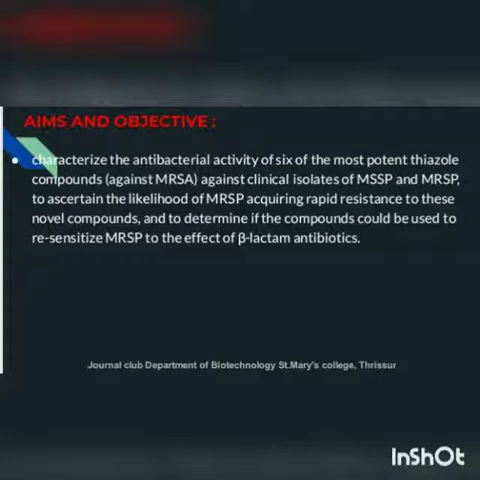 AIMS AND OBJECTIVE :
• characterize the antibacterial activity of six of the most potent thiazole
compounds (against MRSA) against clinical isolates of MSSP and MRSP,
to ascertain the likelihood of MRSP acquiring rapid resistance to these
novel compounds, and to determine if the compounds could be used to
re-sensitize MRSP to the effect of β-lactam antibiotics.
Journal club Department of Biotechnology St.Mary's college, Thrissur
InShOt